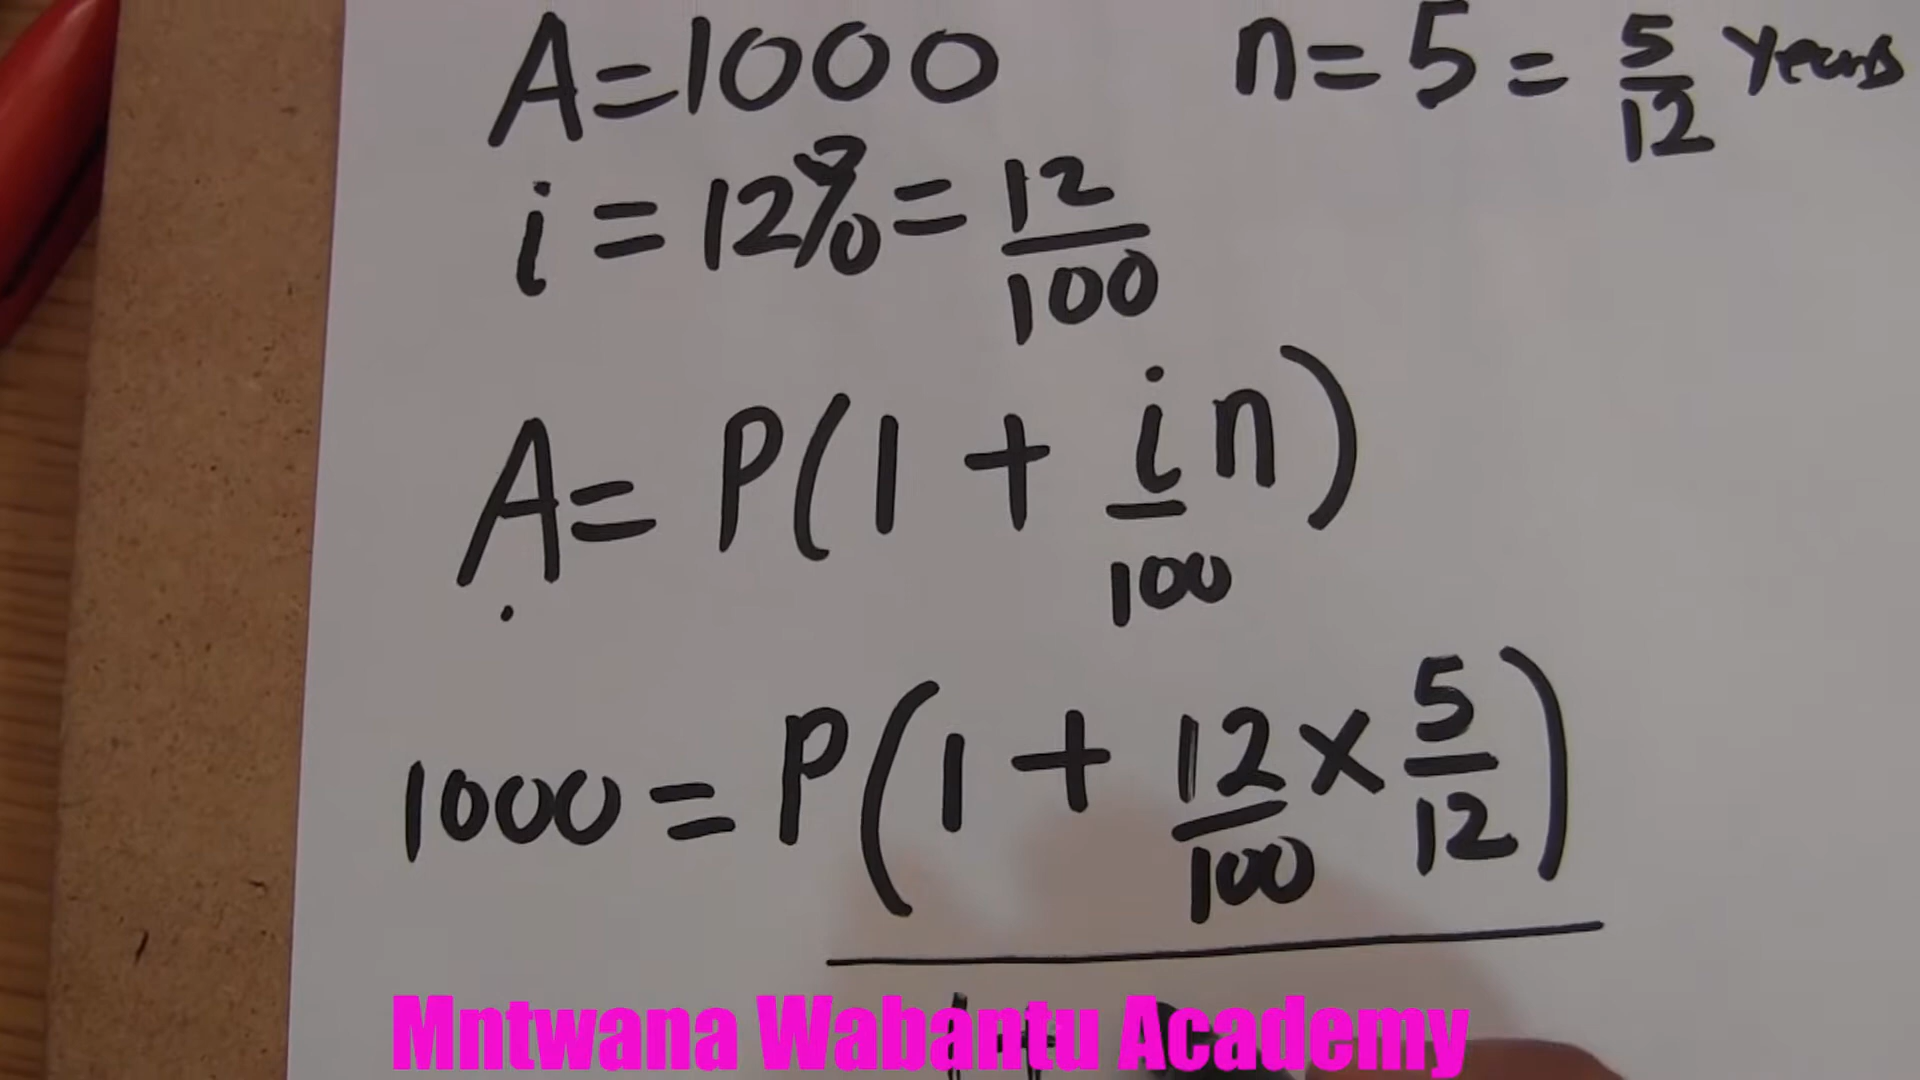 A=1000 n=5=5/12 years
i=12%=12/100
A=P(1+i/100 n)
1000=P(1+12/100×5/12)
Mntwana Wabantu Academy